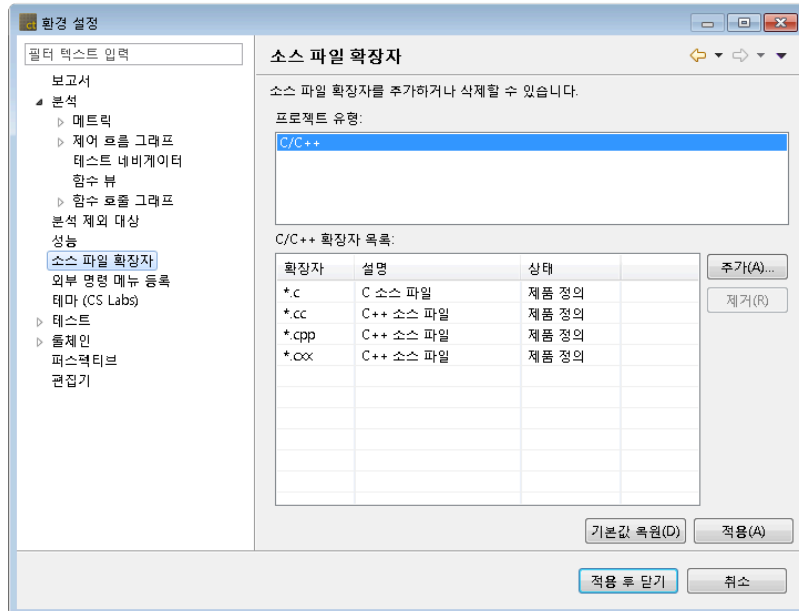 ct 환경 설정
필터 텍스트 입력
보고서
분석
메트릭
제어 흐름 그래프
테스트 네비게이터
함수 뷰
함수 호출 그래프
분석 제외 대상
성능
소스 파일 확장자
외부 명령 메뉴 등록
테마 (CS Labs)
테스트
툴체인
퍼스펙티브
편집기
소스 파일 확장자
소스 파일 확장자를 추가하거나 삭제할 수 있습니다.
프로젝트 유형:
C/C++
C/C++ 확장자 목록:
확장자 설명 상태
*.c C 소스 파일 제품 정의
*.cc C++ 소스 파일 제품 정의
*.cpp C++ 소스 파일 제품 정의
*.cxx C++ 소스 파일 제품 정의
추가(A)...
제거(R)
기본값 복원(D) 적용(A)
적용 후 닫기 취소